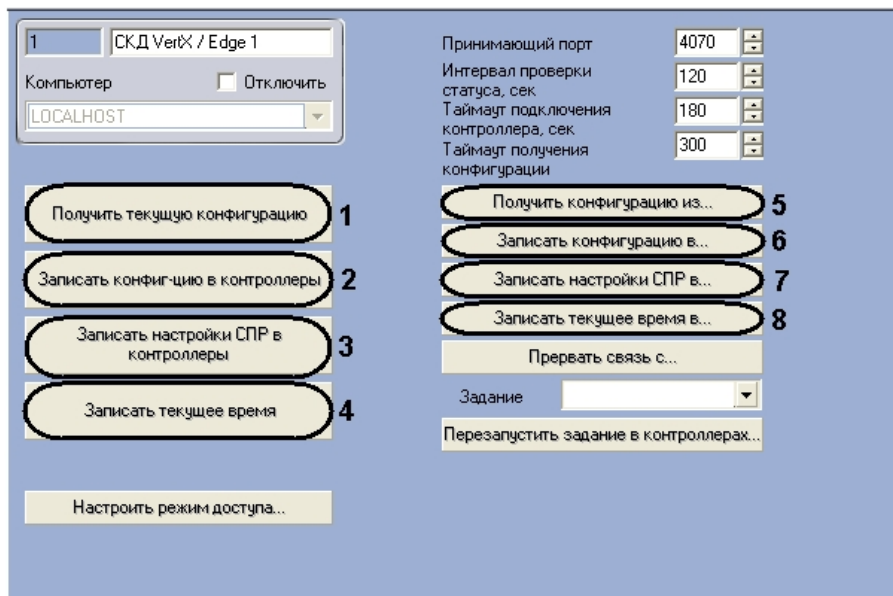 1
СКД VertX / Edge 1
Компьютер
Отключить
LOCALHOST
Получить текущую конфигурацию
1
Записать конфиг-цию в контроллеры
2
Записать настройки СПР в
контроллеры
3
Записать текущее время
4
Настроить режим доступа...
Принимающий порт
4070
Интервал проверки
статуса, сек
120
Таймаут подключения
контроллера, сек
180
Таймаут получения
конфигурации
300
Получить конфигурацию из...
5
Записать конфигурацию в...
6
Записать настройки СПР в...
7
Записать текущее время в...
8
Прервать связь с...
Задание
Перезапустить задание в контроллерах...